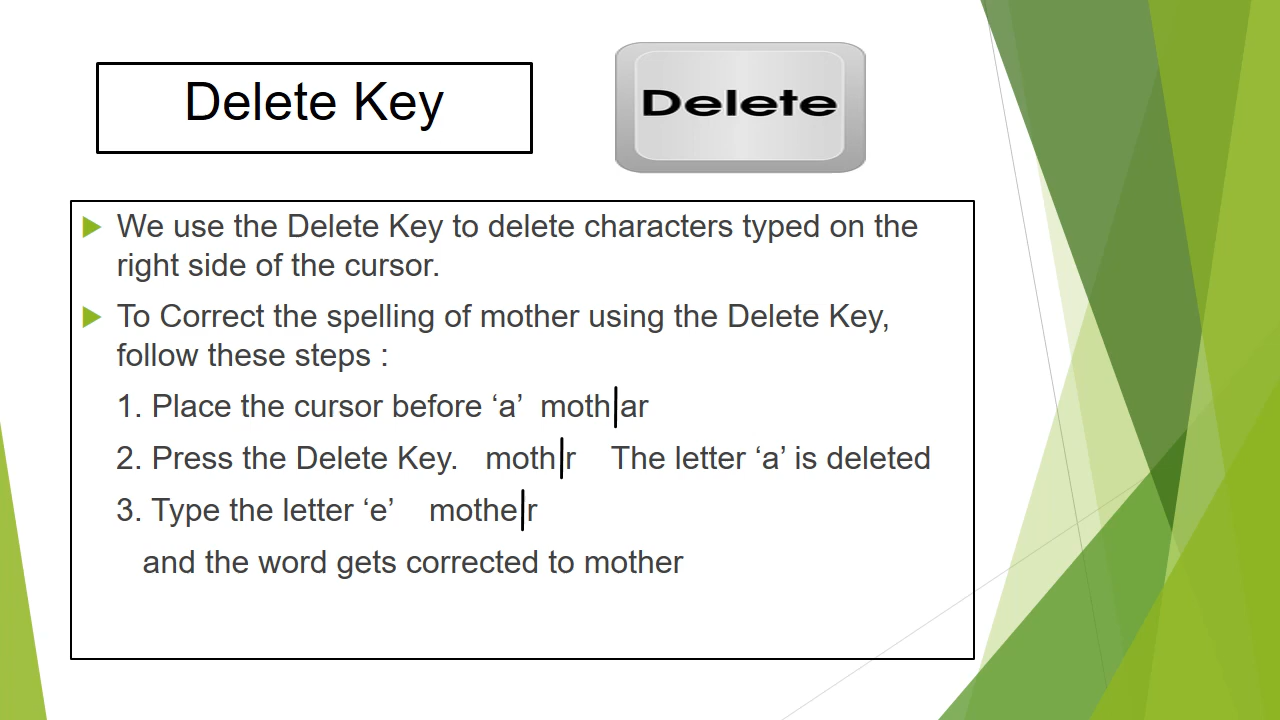 Delete Key
Delete
We use the Delete Key to delete characters typed on the
right side of the cursor.
To Correct the spelling of mother using the Delete Key,
follow these steps :
1. Place the cursor before ‘a’ moth|ar
2. Press the Delete Key. moth|r The letter ‘a’ is deleted
3. Type the letter ‘e’ mothe|r
and the word gets corrected to mother